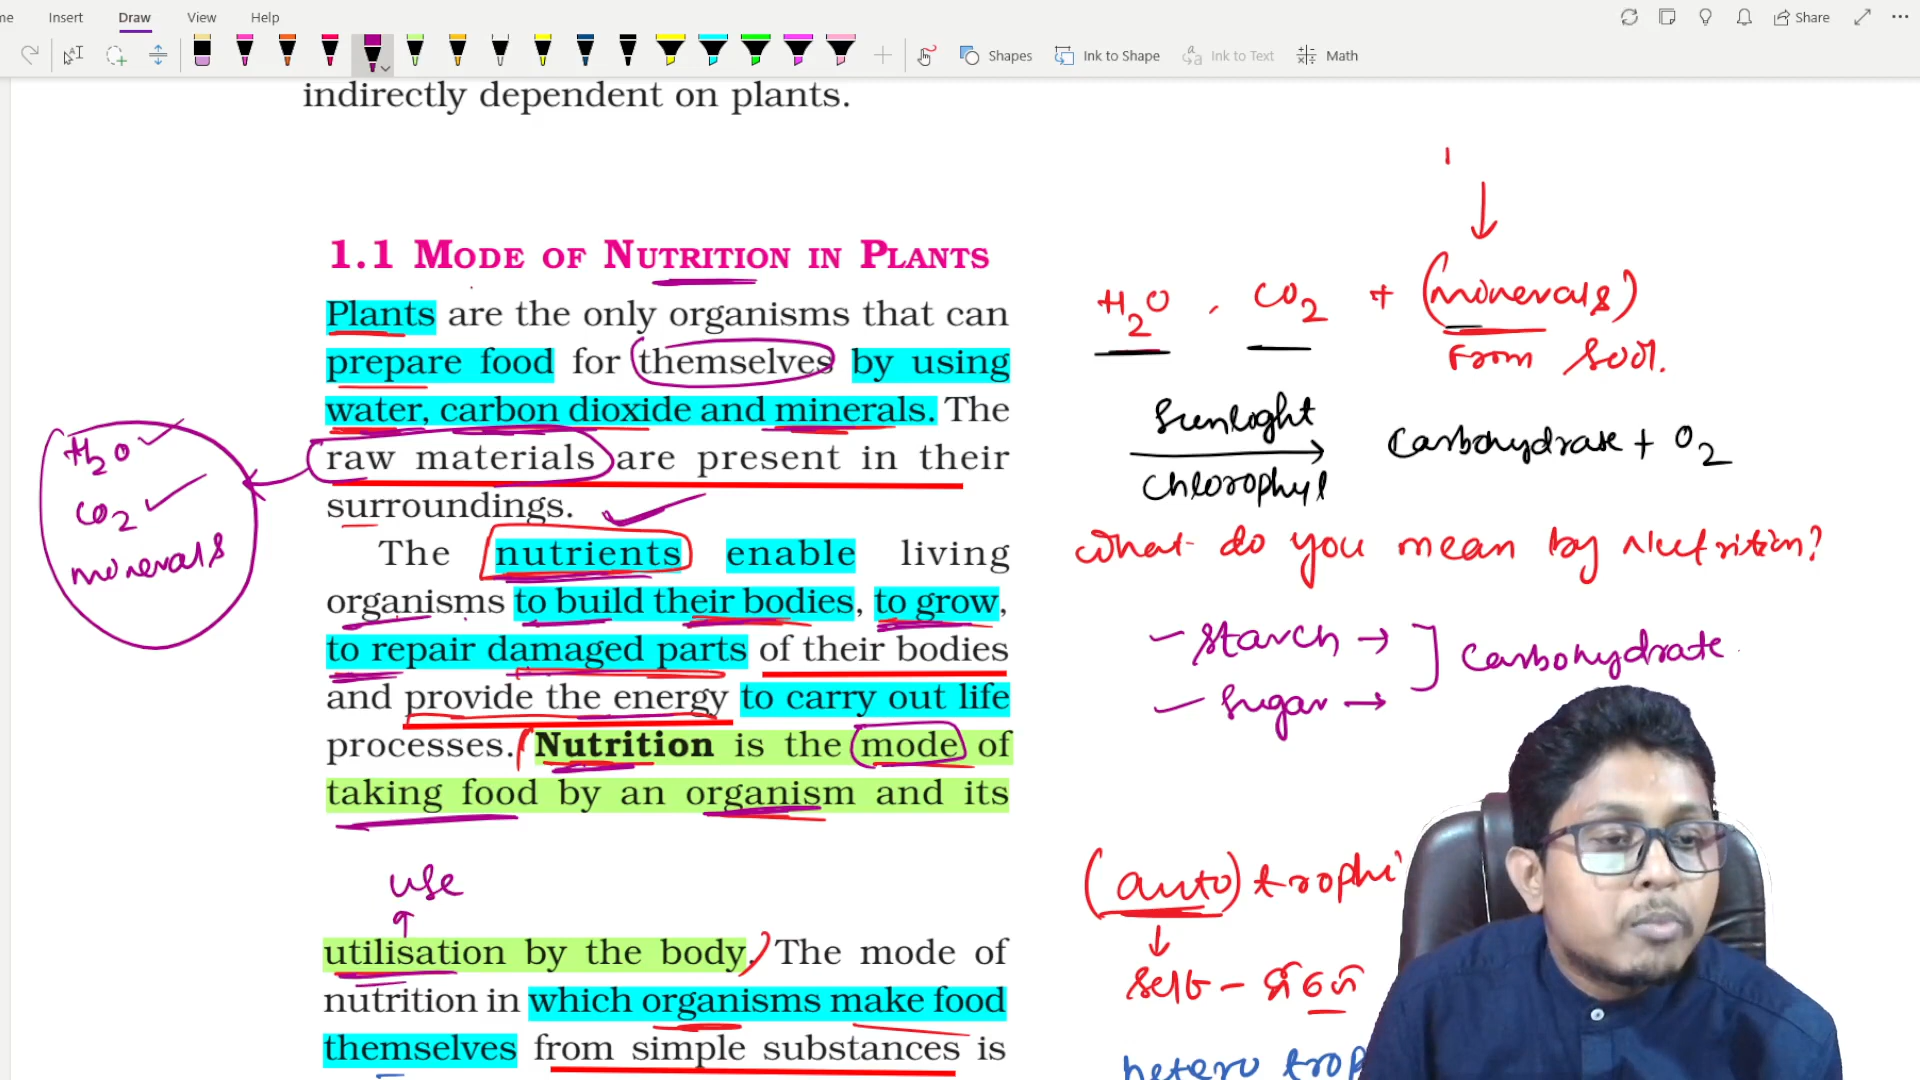 me Insert Draw View Help Share
Shapes Ink to Shape Ink to Text Math
indirectly dependent on plants.
1.1 MODE OF NUTRITION IN PLANTS
Plants are the only organisms that can
prepare food for themselves by using
water, carbon dioxide and minerals. The
raw materials are present in their
surroundings.
The nutrients enable living
organisms to build their bodies, to grow,
to repair damaged parts of their bodies
and provide the energy to carry out life
processes. Nutrition is the mode of
taking food by an organism and its
use
utilisation by the body. The mode of
nutrition in which organisms make food
themselves from simple substances is
H2O
CO2
minerals
H2O , CO2 + (minerals)
From soil.
Sunlight
Chlorophyl
Carbohydrate + O2
What do you mean by Nutrition?
- Starch →
- Sugar →
Carbohydrate
(auto) trophi
↓
self -
hetero trop